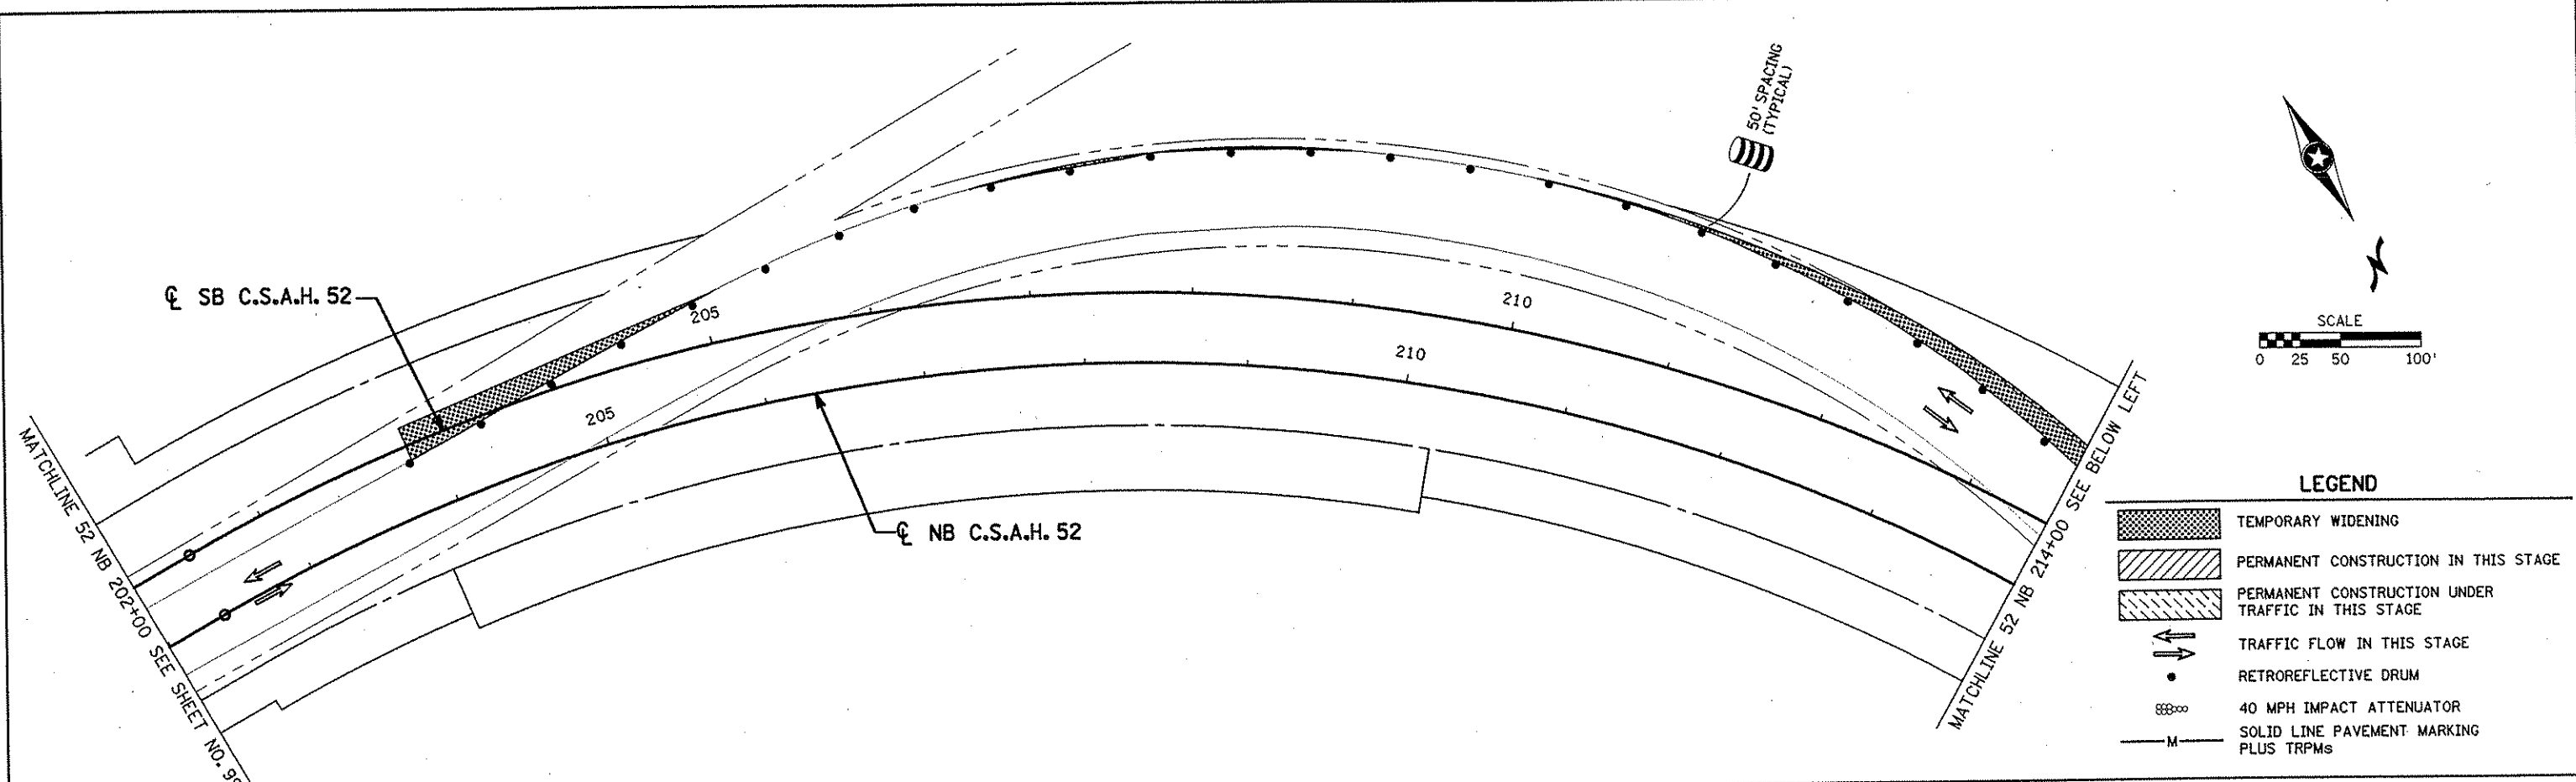 50' SPACING
(TYPICAL)
℄ SB C.S.A.H. 52
205
210
210
205
℄ NB C.S.A.H. 52
MATCHLINE 52 NB 202+00 SEE SHEET NO.
MATCHLINE 52 NB 214+00 SEE BELOW LEFT
SCALE
0 25 50 100'
LEGEND
TEMPORARY WIDENING
PERMANENT CONSTRUCTION IN THIS STAGE
PERMANENT CONSTRUCTION UNDER
TRAFFIC IN THIS STAGE
TRAFFIC FLOW IN THIS STAGE
RETROREFLECTIVE DRUM
40 MPH IMPACT ATTENUATOR
M
SOLID LINE PAVEMENT MARKING
PLUS TRPMs